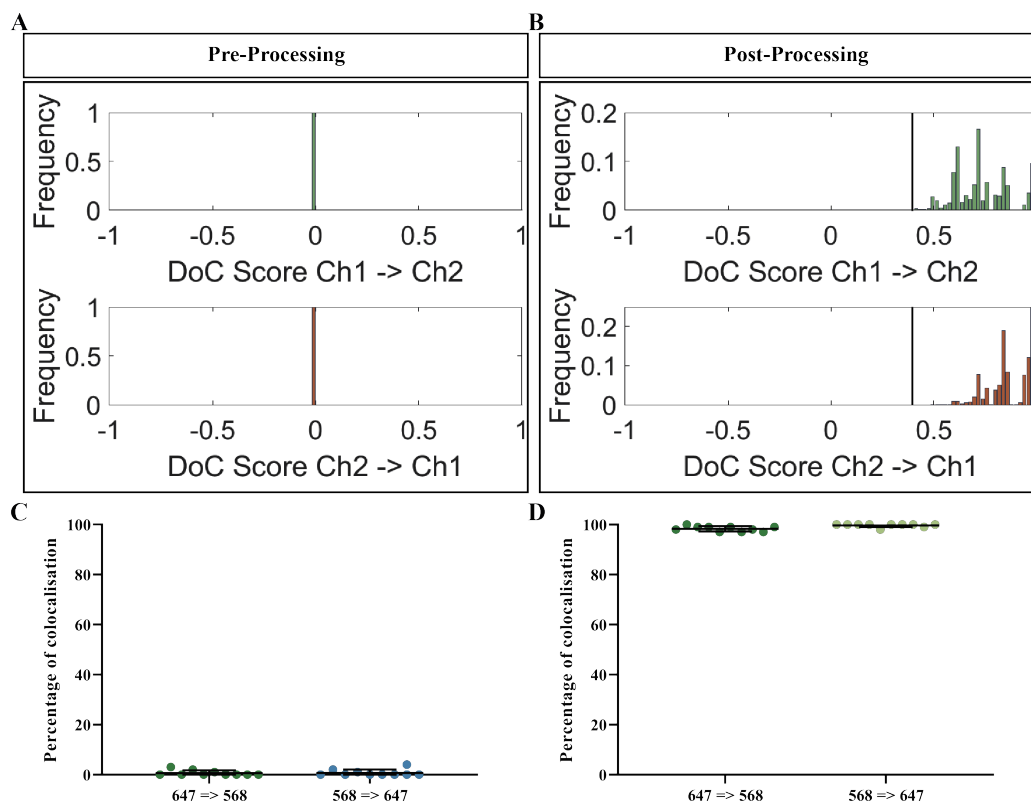 A
B
Pre-Processing
Post-Processing
Frequency
1
0.5
0
-1
-0.5
0
0.5
1
DoC Score Ch1 -> Ch2
Frequency
1
0.5
0
-1
-0.5
0
0.5
1
DoC Score Ch2 -> Ch1
Frequency
0.2
0.1
0
-1
-0.5
0
0.5
DoC Score Ch1 -> Ch2
Frequency
0.2
0.1
0
-1
-0.5
0
0.5
DoC Score Ch2 -> Ch1
C
Percentage of colocalisation
100
80
60
40
20
0
647 => 568
568 => 647
D
Percentage of colocalisation
100
80
60
40
20
0
647 => 568
568 => 647